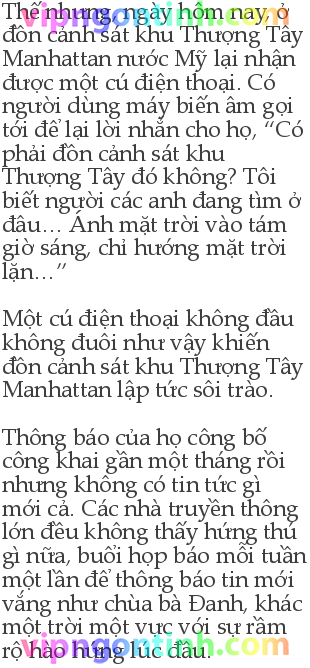 Thế nhưng, ngày hôm nay, ở
đồn cảnh sát khu Thượng Tây
Manhattan nước Mỹ lại nhận
được một cú điện thoại. Có
người dùng máy biến âm gọi
tới để lại lời nhắn cho họ, “Có
phải đồn cảnh sát khu
Thượng Tây đó không? Tôi
biết người các anh đang tìm ở
đâu… Ánh mặt trời vào tám
giờ sáng, chỉ hướng mặt trời
lặn…”
Một cú điện thoại không đầu
không đuôi như vậy khiến
đồn cảnh sát khu Thượng Tây
Manhattan lập tức sôi trào.
Thông báo của họ công bố
công khai gần một tháng rồi
nhưng không có tin tức gì
mới cả. Các nhà truyền thông
lớn đều không thấy hứng thú
gì nữa, buổi họp báo mỗi tuần
một lần để thông báo tin mới
vắng như chùa bà Đanh, khác
một trời một vực với sự rầm
rộ hào hứng lúc đầu.
vipngontinh.com
vipngontinh.com